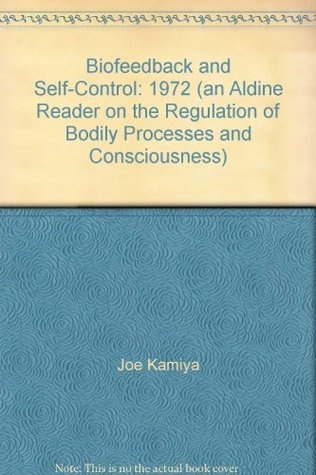 Biofeedback and
Self-Control: 1972 (an Aldine
Reader on the Regulation of
Bodily Processes and
Consciousness)
Joe Kamiya
Note: This is no the actual book cover